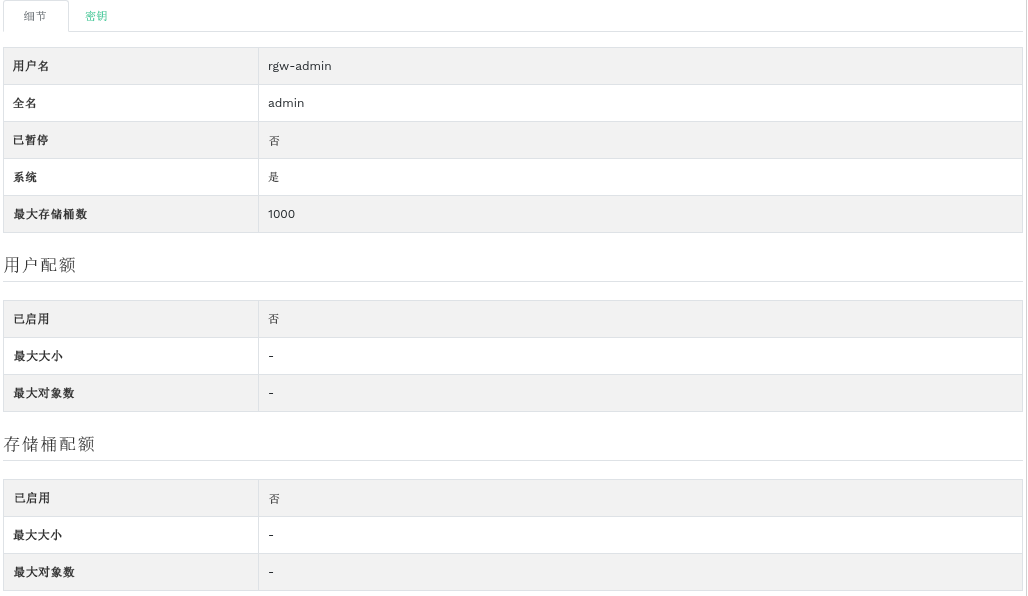 细节 密钥
用户名 rgw-admin
全名 admin
已暂停 否
系统 是
最大存储桶数 1000
用户配额
已启用 否
最大大小 -
最大对象数 -
存储桶配额
已启用 否
最大大小 -
最大对象数 -